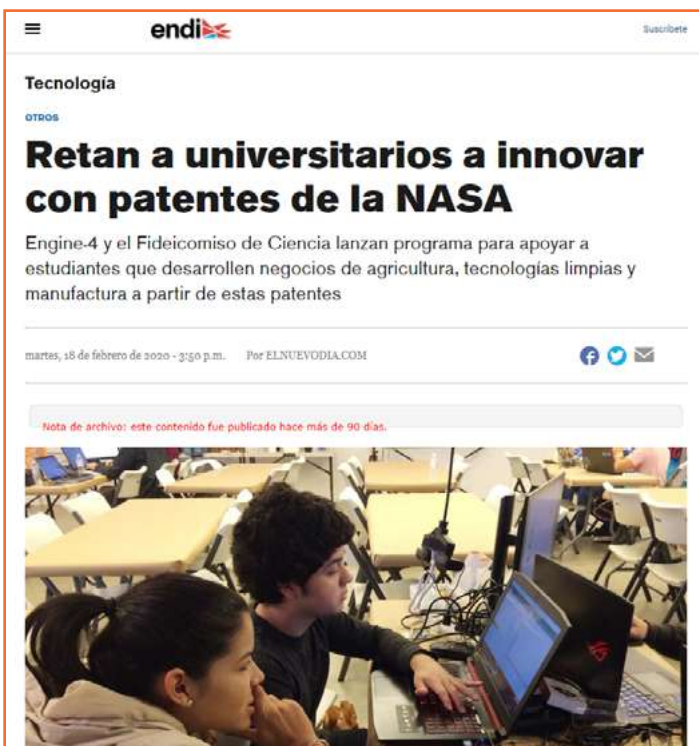 endi
Suscríbete
Tecnología
OTROS
Retan a universitarios a innovar
con patentes de la NASA
Engine-4 y el Fideicomiso de Ciencia lanzan programa para apoyar a
estudiantes que desarrollen negocios de agricultura, tecnologías limpias y
manufactura a partir de estas patentes
martes, 18 de febrero de 2020 - 3:50 p.m. Por ELNUEVODIA.COM
Nota de archivo: este contenido fue publicado hace más de 90 días.